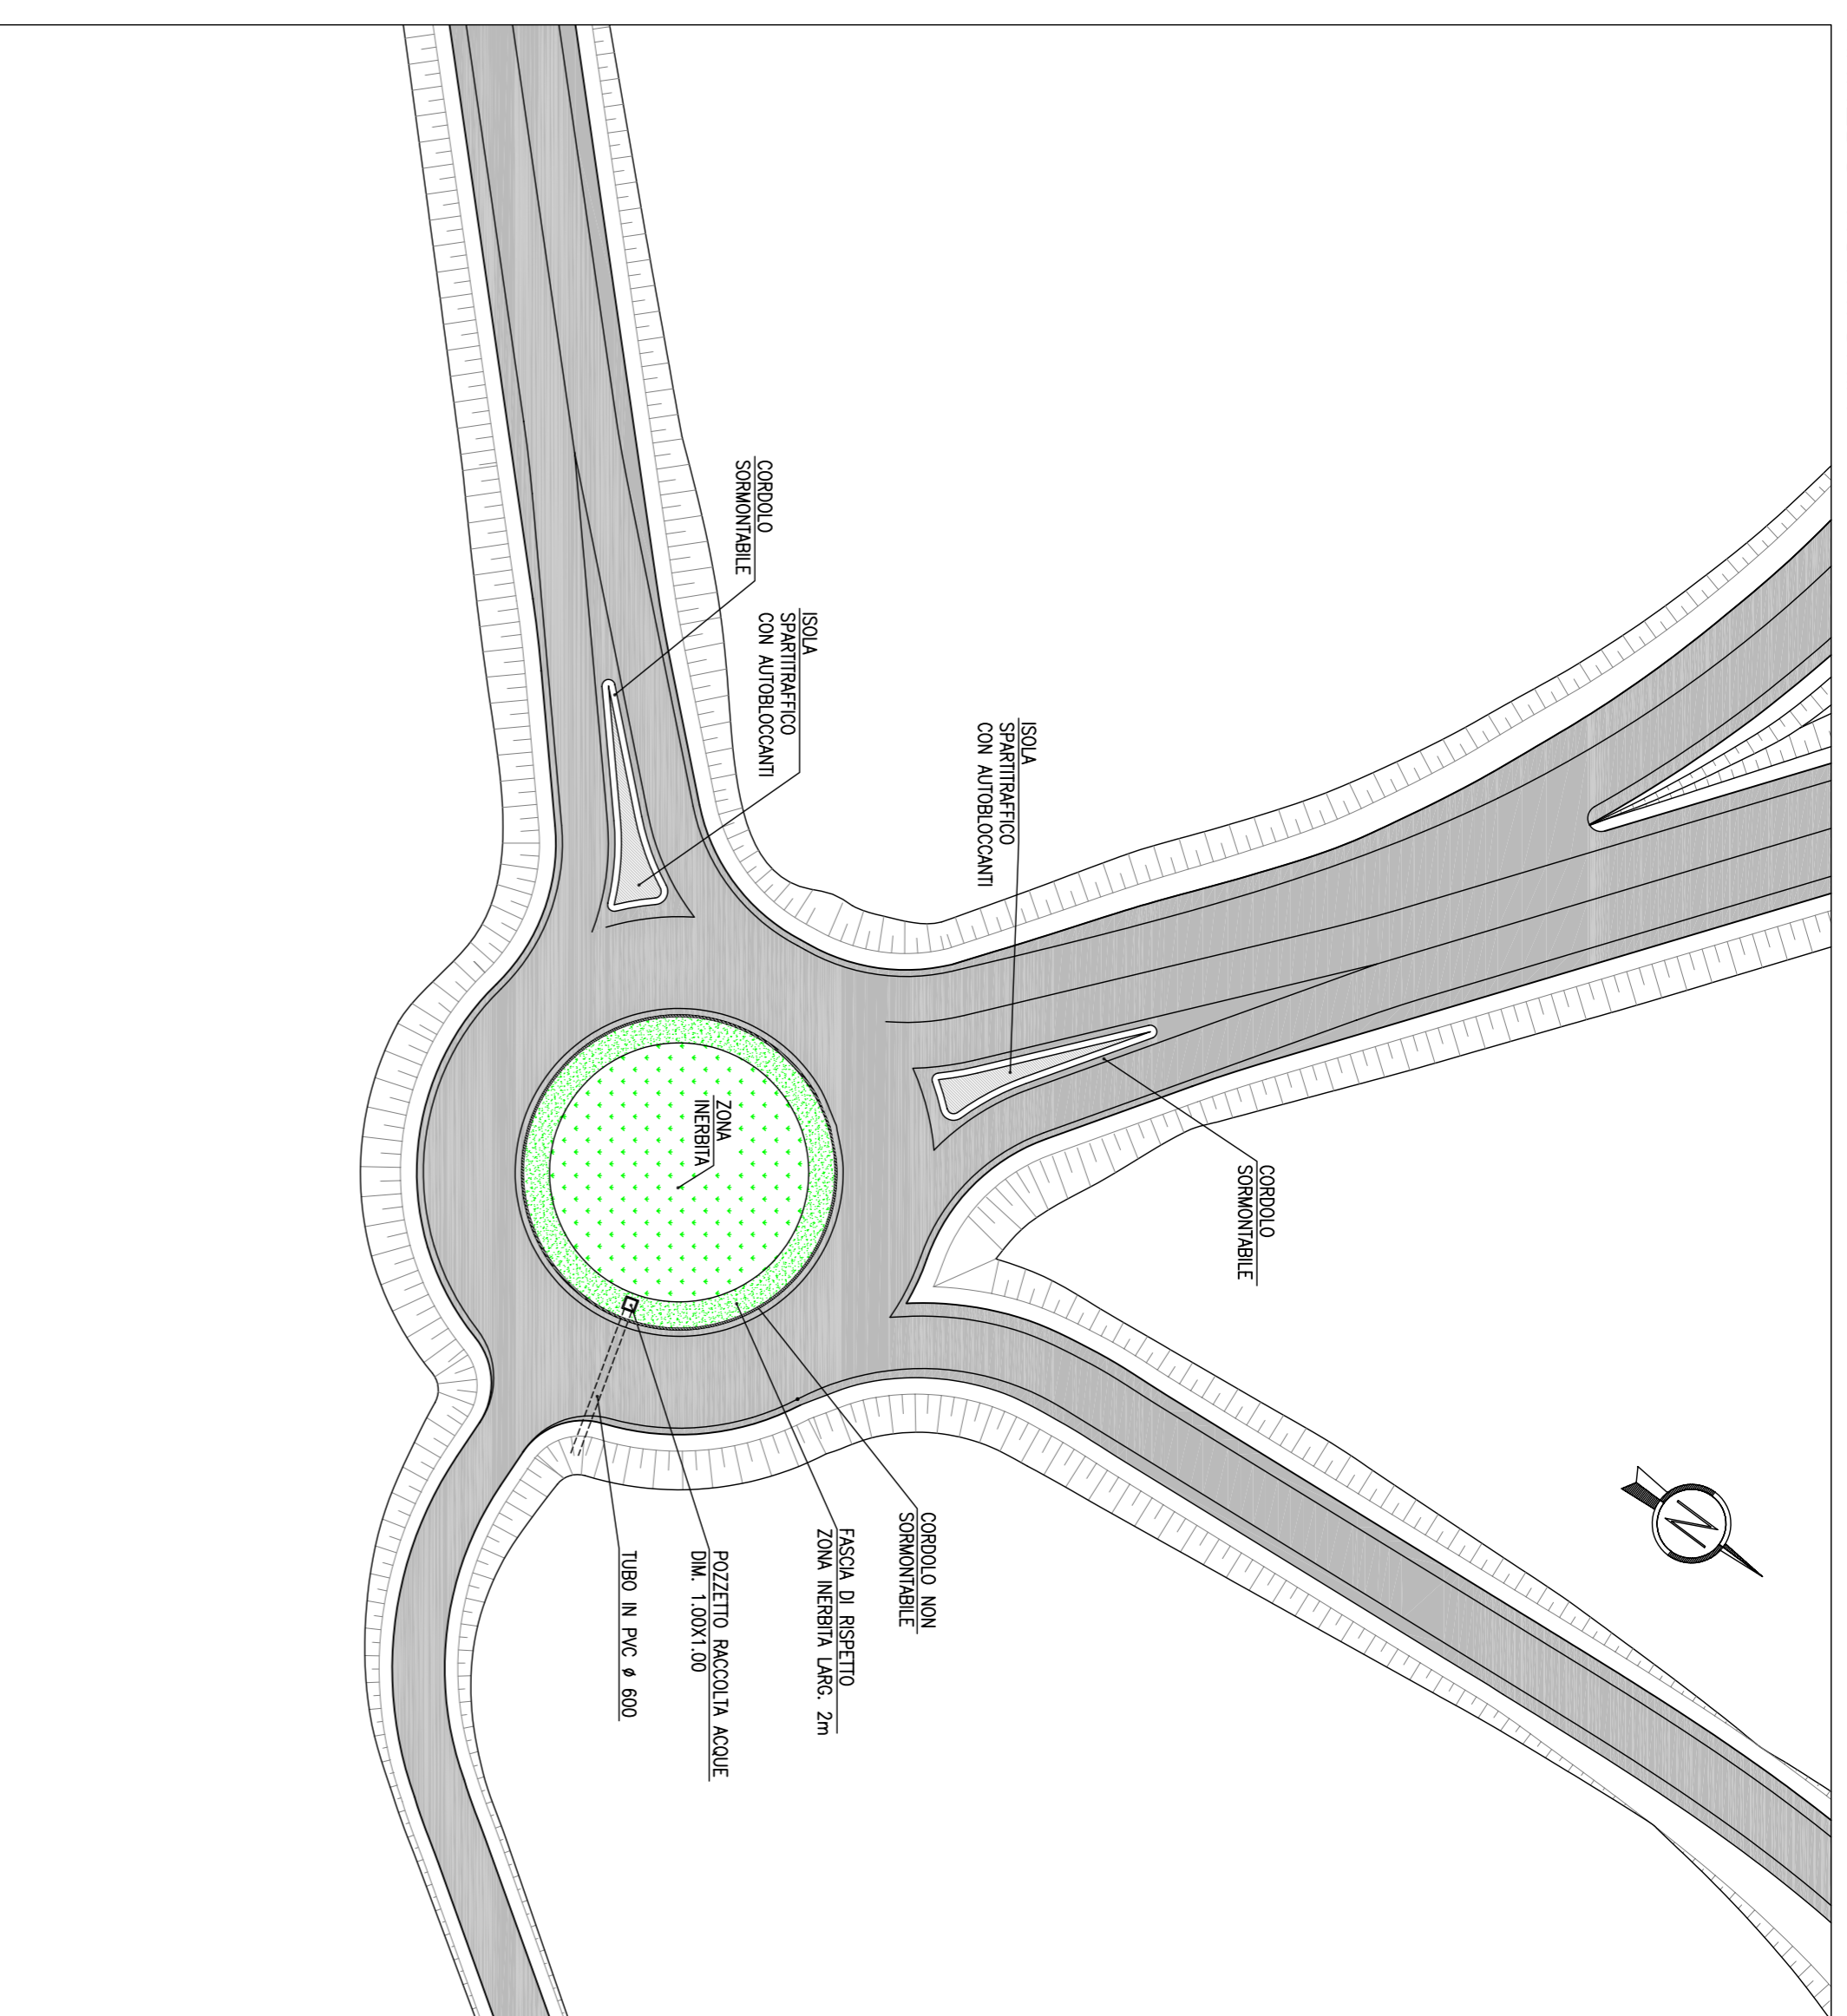 CORDOLO
SORMONTABILE
ISOLA
SPARTITRAFFICO
CON AUTOBLOCCANTI
ISOLA
SPARTITRAFFICO
CON AUTOBLOCCANTI
CORDOLO
SORMONTABILE
ZONA
INERBITA
CORDOLO NON
SORMONTABILE
FASCIA DI RISPETTO
ZONA INERBITA LARG. 2m
POZZETTO RACCOLTA ACQUE
DIM. 1.00X1.00
TUBO IN PVC ø 600
N